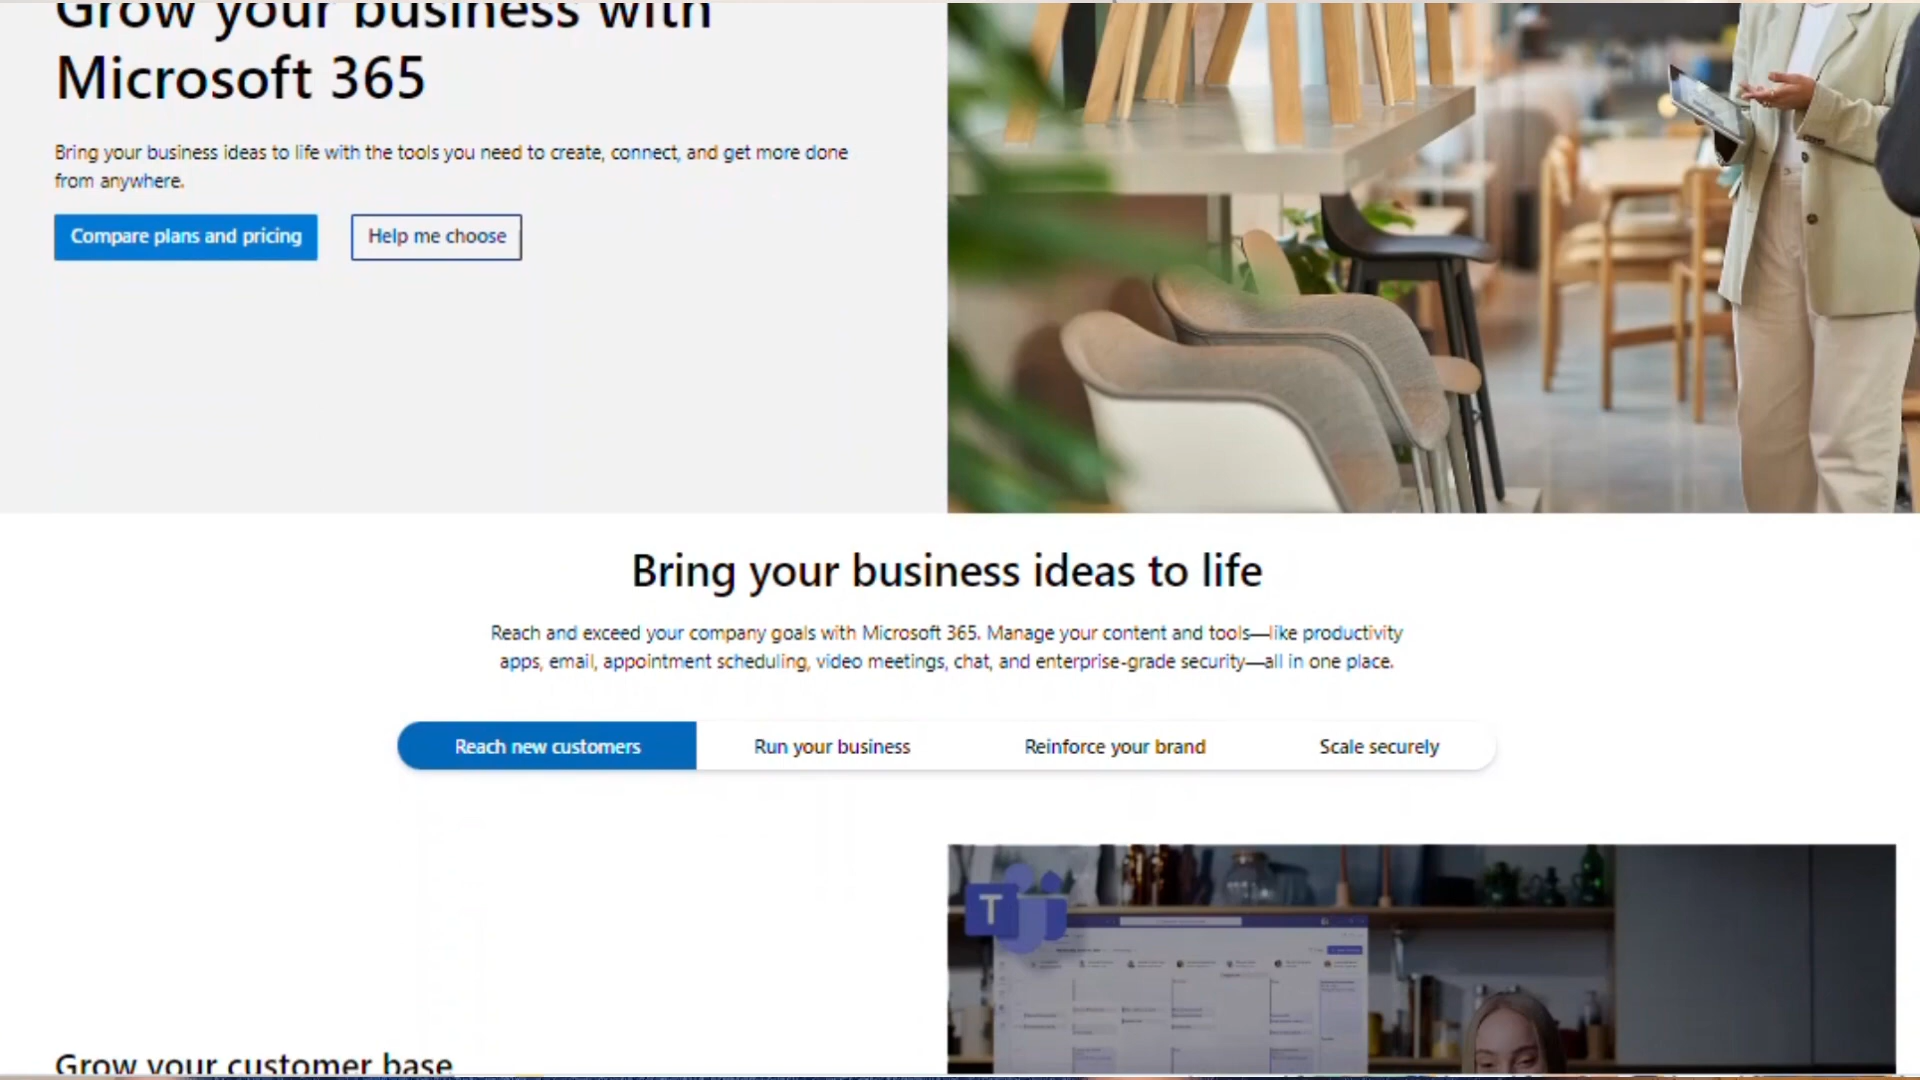 Grow your business with
Microsoft 365
Bring your business ideas to life with the tools you need to create, connect, and get more done
from anywhere.
Compare plans and pricing
Help me choose
Bring your business ideas to life
Reach and exceed your company goals with Microsoft 365. Manage your content and tools—like productivity
apps, email, appointment scheduling, video meetings, chat, and enterprise-grade security—all in one place.
Reach new customers
Run your business
Reinforce your brand
Scale securely
T
Grow your customer base